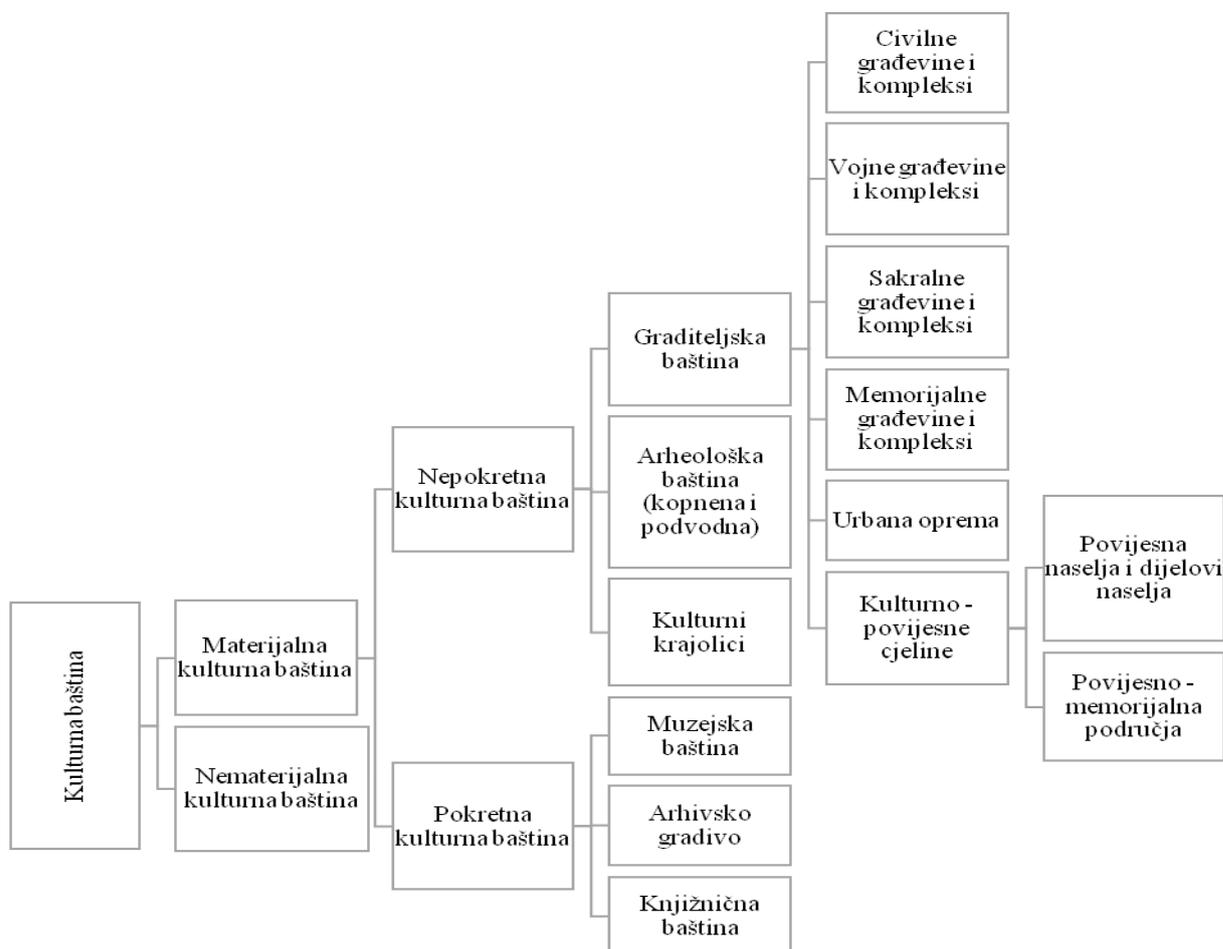 Kulturna baština
Materijalna
kulturna baština
Nematerijalna
kulturna baština
Nepokretna
kulturna baština
Pokretna
kulturna baština
Graditeljska
baština
Arheološka
baština
(kopnena i
podvodna)
Kulturni
krajolici
Muzejska
baština
Arhivsko
gradivo
Knjižnična
baština
Civilne
građevine i
kompleksi
Vojne građevine
i kompleksi
Sakralne
građevine i
kompleksi
Memorijalne
građevine i
kompleksi
Urbana oprema
Kulturno -
povijesne
cjeline
Povijesna
naselja i dijelovi
naselja
Povijesno -
memorijalna
područja